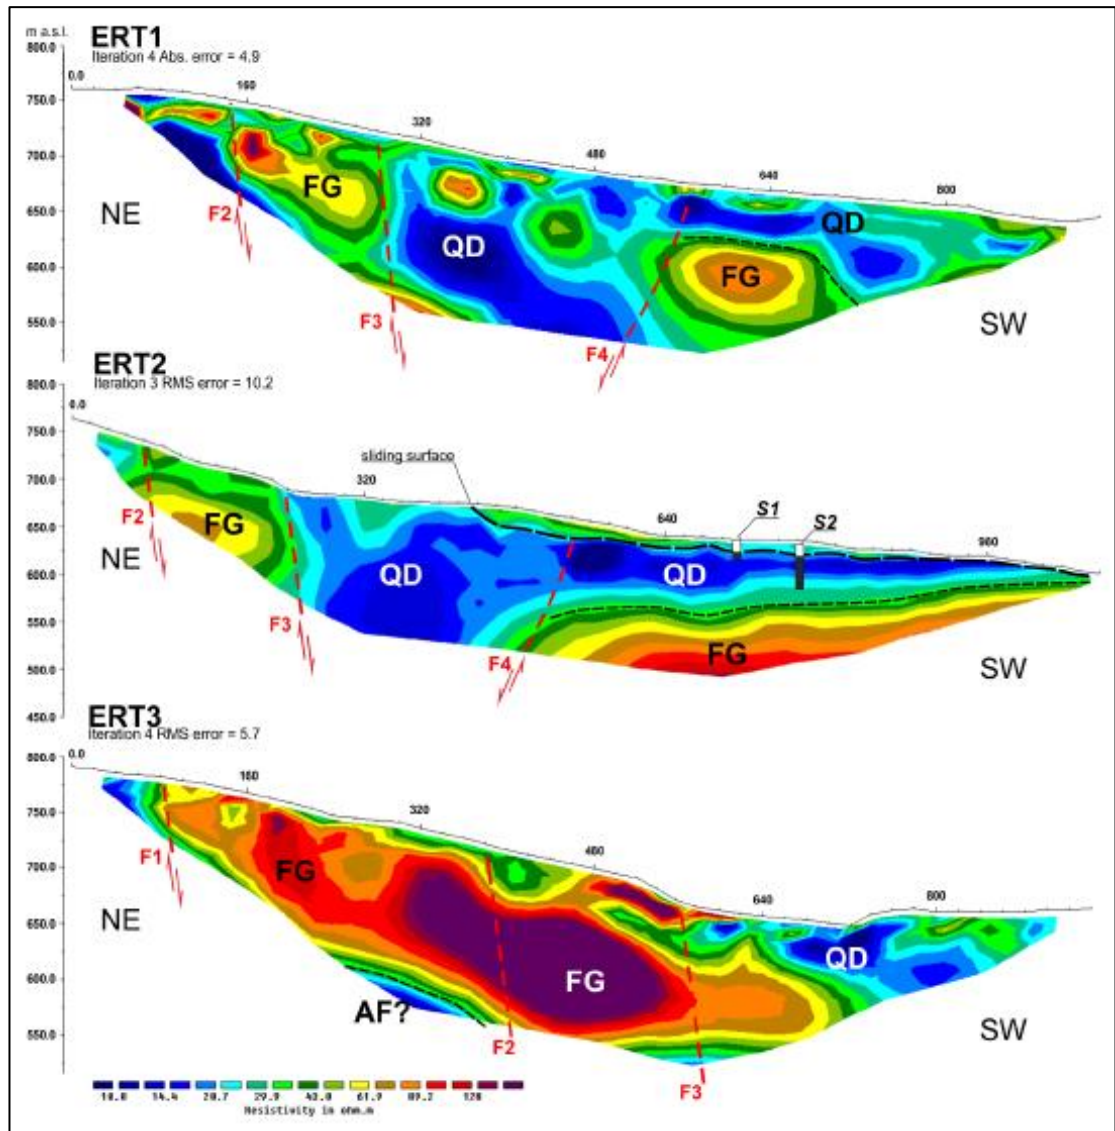 m a.s.l.
ERT1
Iteration 4 Abs. error = 4.9
800.0
0.0
160
750.0
320
700.0
480
FG
640
NE
650.0
F2
800
QD
QD
600.0
FG
550.0
F3
SW
F4
ERT2
Iteration 3 RMS error = 10.2
800.0
0.0
750.0
sliding surface
700.0
320
F2
S1
S2
650.0
FG
640
960
NE
600.0
QD
QD
550.0
F3
500.0
F4
FG
SW
450.0
ERT3
Iteration 4 RMS error = 5.7
800.0
0.0
160
750.0
320
F1
700.0
FG
480
NE
640
800
650.0
QD
600.0
FG
AF?
SW
550.0
F2
F3
10.0 14.4 20.7 29.9 43.0 61.9 89.2 128
Resistivity in ohm.m